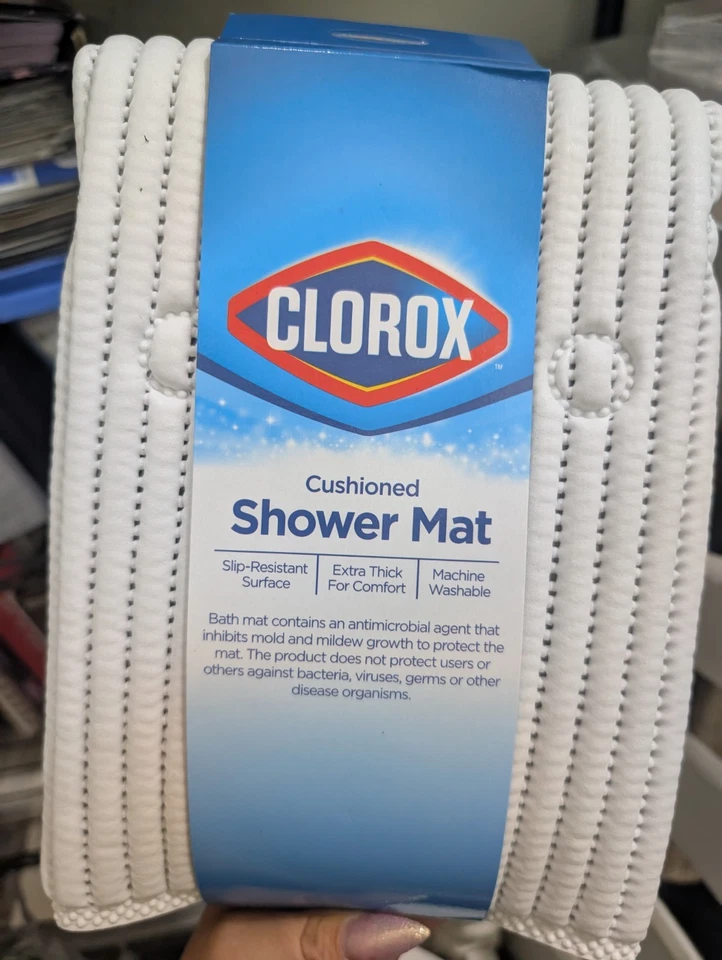 CLOROX
TM
Cushioned
Shower Mat
Slip-Resistant
Surface
Extra Thick
For Comfort
Machine
Washable
Bath mat contains an antimicrobial agent that
inhibits mold and mildew growth to protect the
mat. The product does not protect users or
others against bacteria, viruses, germs or other
disease organisms.